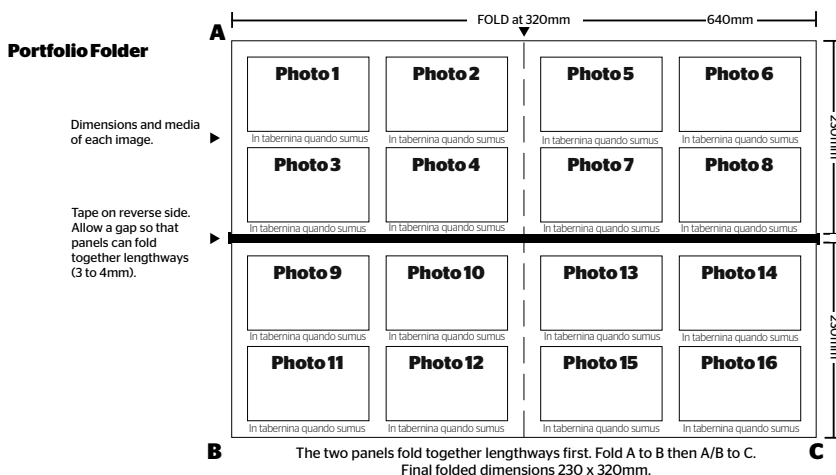 FOLD at 320mm
640mm
A
Portfolio Folder
Photo 1
Photo 2
Photo 5
Photo 6
230mm
Dimensions and media
of each image.
In tabernina quando sumus
In tabernina quando sumus
In tabernina quando sumus
In tabernina quando sumus
Photo 3
Photo 4
Photo 7
Photo 8
Tape on reverse side.
Allow a gap so that
panels can fold
together lengthways
(3 to 4mm).
In tabernina quando sumus
In tabernina quando sumus
In tabernina quando sumus
In tabernina quando sumus
Photo 9
Photo 10
Photo 13
Photo 14
230mm
In tabernina quando sumus
In tabernina quando sumus
In tabernina quando sumus
In tabernina quando sumus
Photo 11
Photo 12
Photo 15
Photo 16
In tabernina quando sumus
In tabernina quando sumus
In tabernina quando sumus
In tabernina quando sumus
B
C
The two panels fold together lengthways first. Fold A to B then A/B to C.
Final folded dimensions 230 x 320mm.